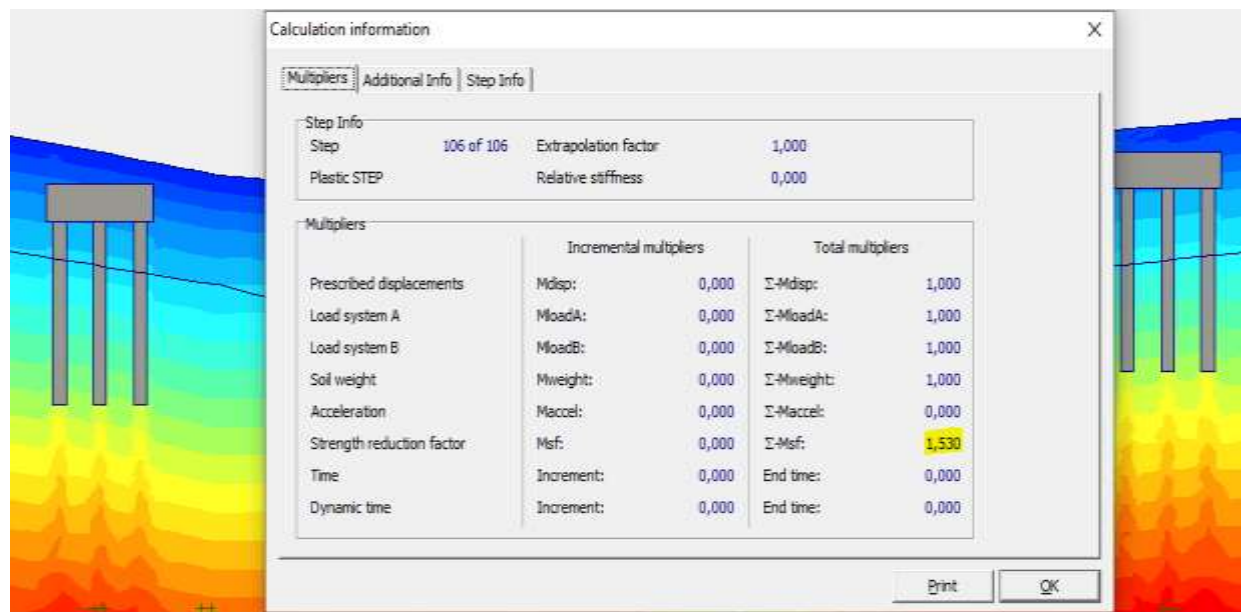 Calculation information
Multipliers Additional Info Step Info
Step Info
Step 106 of 106 Extrapolation factor 1,000
Plastic STEP Relative stiffness 0,000
Multipliers
Incremental multipliers Total multipliers
Prescribed displacements Mdisp: 0,000 Σ-Mdisp: 1,000
Load system A MloadA: 0,000 Σ-MloadA: 1,000
Load system B MloadB: 0,000 Σ-MloadB: 1,000
Soil weight Mweight: 0,000 Σ-Mweight: 1,000
Acceleration Maccel: 0,000 Σ-Maccel: 0,000
Strength reduction factor Msf: 0,000 Σ-Msf: 1,530
Time Increment: 0,000 End time: 0,000
Dynamic time Increment: 0,000 End time: 0,000
Print OK